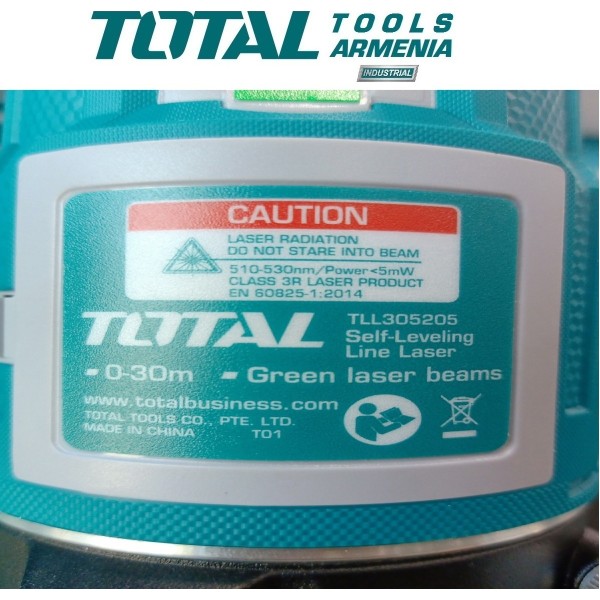 TOTAL TOOLS ARMENIA
INDUSTRIAL
CAUTION
LASER RADIATION
DO NOT STARE INTO BEAM
510-530nm/Power<5mW
CLASS 3R LASER PRODUCT
EN 60825-1:2014
TOTAL
TLL305205
Self-Leveling
Line Laser
• 0-30m • Green laser beams
www.totalbusiness.com
TOTAL TOOLS CO., PTE. LTD.
MADE IN CHINA T01